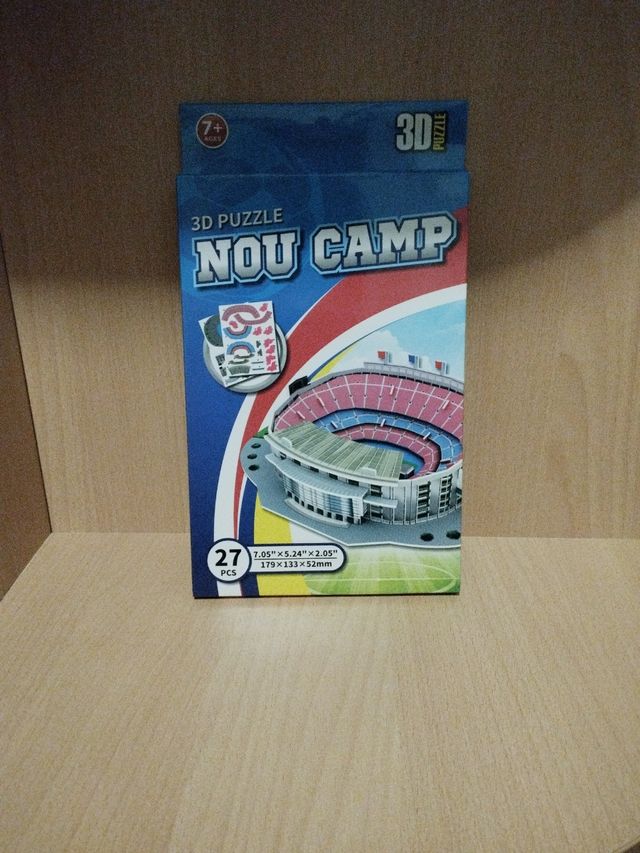 7+
AGES
3D
PUZZLE
3D PUZZLE
NOU CAMP
27
PCS
7.05"×5.24"×2.05"
179×133×52mm